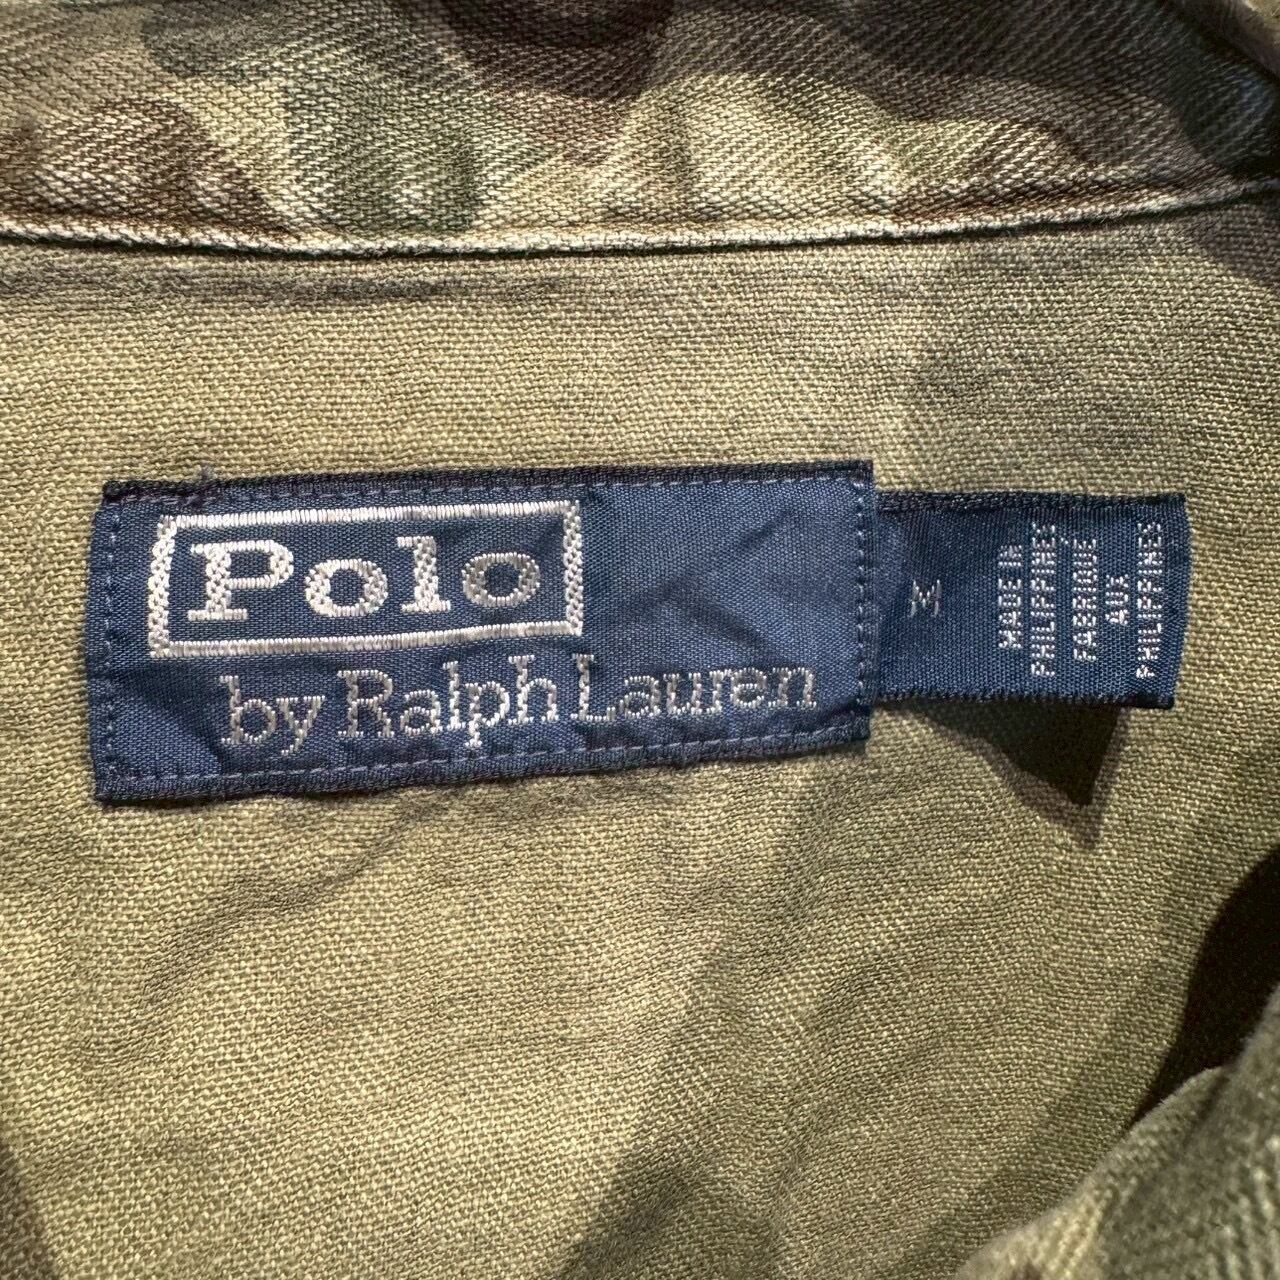 Polo
by Ralph Lauren
M
MADE IN
PHILIPPINES
FABRIQUE
AUX
PHILIPPINES